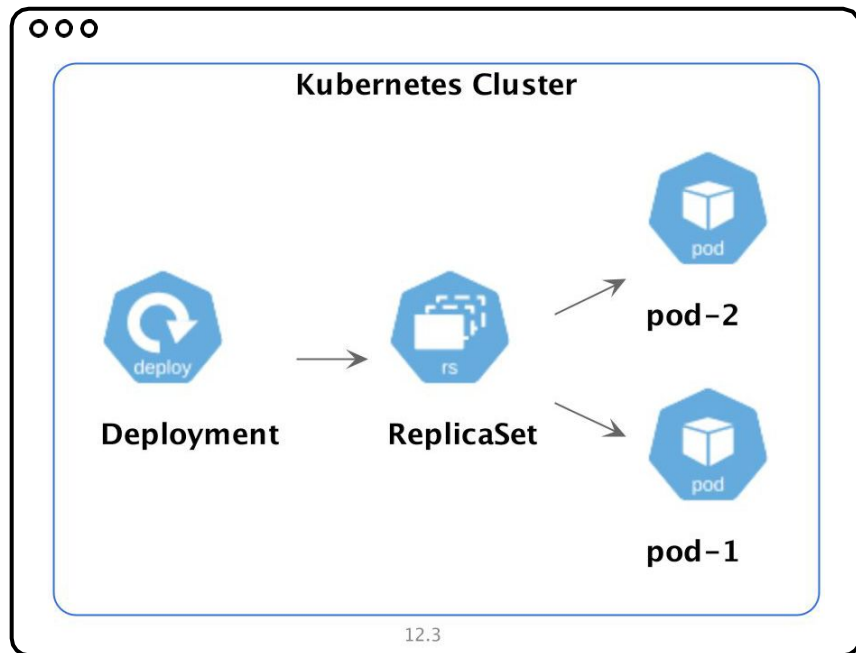 Kubernetes Cluster
pod
pod-2
deploy
Deployment
rs
ReplicaSet
pod
pod-1
12.3